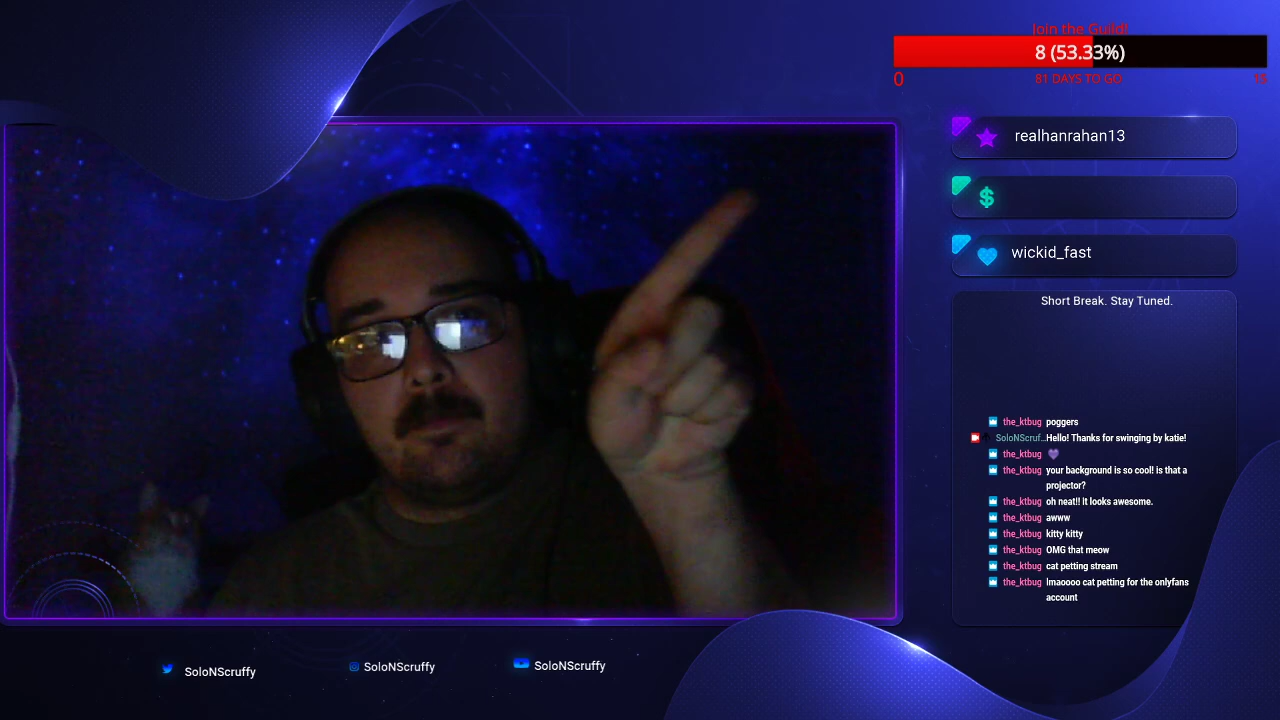 Join the Guild!
8 (53.33%)
0
81 DAYS TO GO
15
realhanrahan13
$
wickid_fast
Short Break. Stay Tuned.
the_ktbug poggers
SoloNScruf...Hello! Thanks for swinging by katie!
the_ktbug 💜
the_ktbug your background is so cool! is that a
projector?
the_ktbug oh neat!! it looks awesome.
the_ktbug awww
the_ktbug kitty kitty
the_ktbug OMG that meow
the_ktbug cat petting stream
the_ktbug lmaoooo cat petting for the onlyfans
account
SoloNScruffy
SoloNScruffy
SoloNScruffy